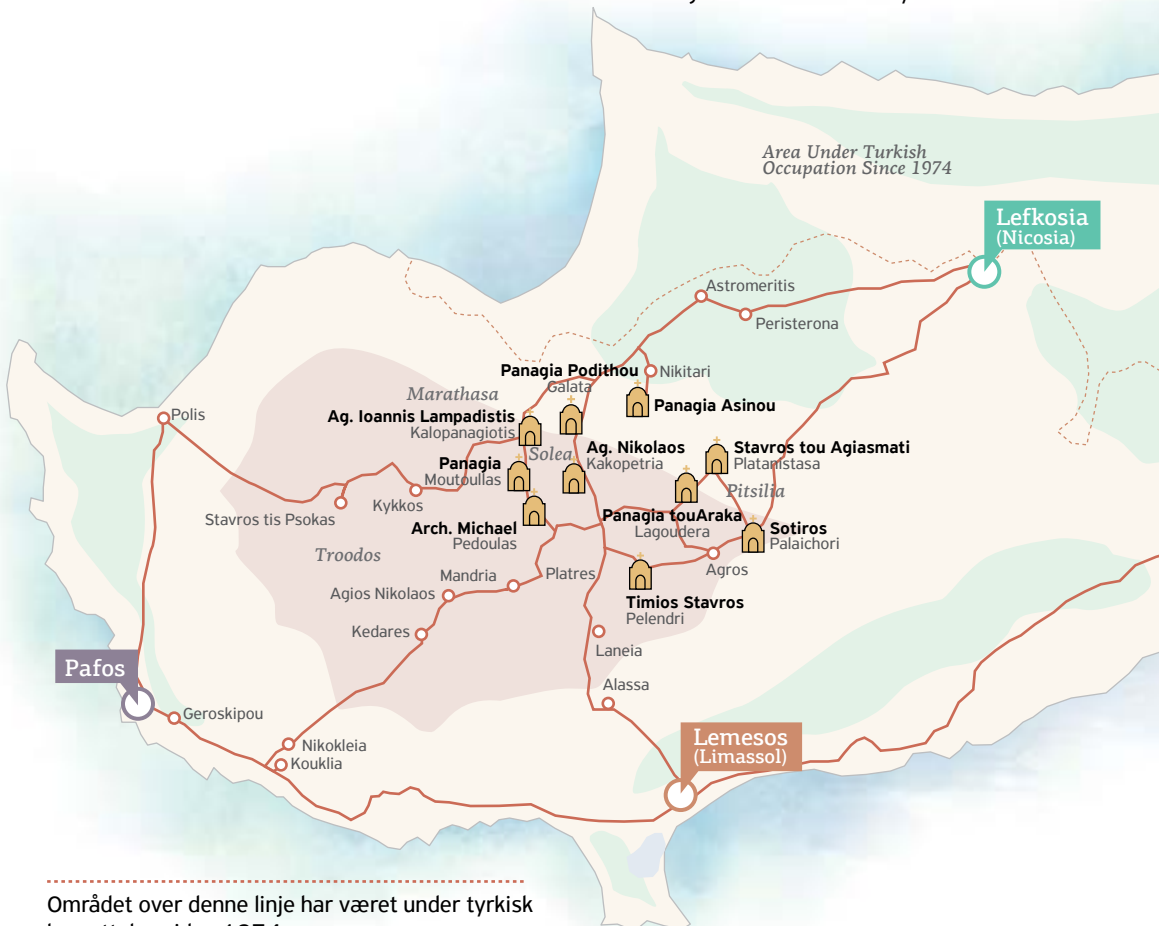 Area Under Turkish
Occupation Since 1974
Lefkosia
(Nicosia)
Astromeritis
Peristerona
Panagia Podithou
Galata
Nikitari
Marathasa
Panagia Asinou
Polis
Ag. Ioannis Lampadistis
Kalopanagiotis
Solea
Ag. Nikolaos
Kakopetria
Stavros tou Agiasmati
Platanistasa
Panagia
Moutoullas
Pitsilia
Kykkos
Stavros tis Psokas
Arch. Michael
Pedoulas
Panagia touAraka
Lagoudera
Sotiros
Palaichori
Troodos
Mandria
Platres
Agros
Agios Nikolaos
Timios Stavros
Pelendri
Kedares
Laneia
Pafos
Alassa
Geroskipou
Lemesos
(Limassol)
Nikokleia
Kouklia
Området over denne linje har været under tyrkisk